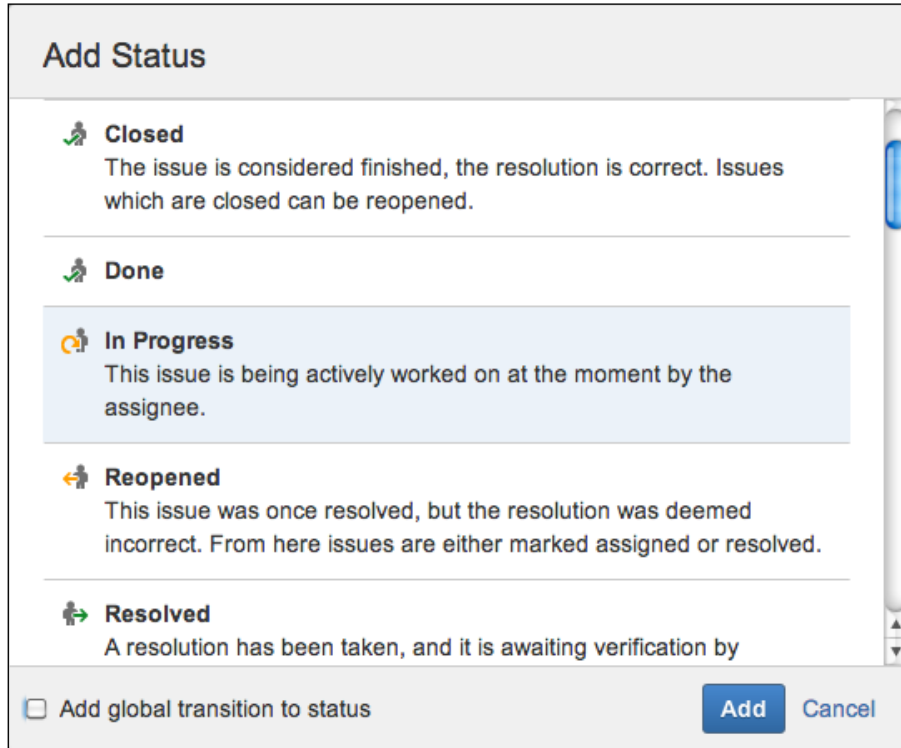 Add Status
Closed
The issue is considered finished, the resolution is correct. Issues
which are closed can be reopened.
Done
In Progress
This issue is being actively worked on at the moment by the
assignee.
Reopened
This issue was once resolved, but the resolution was deemed
incorrect. From here issues are either marked assigned or resolved.
Resolved
A resolution has been taken, and it is awaiting verification by
Add global transition to status
Add
Cancel